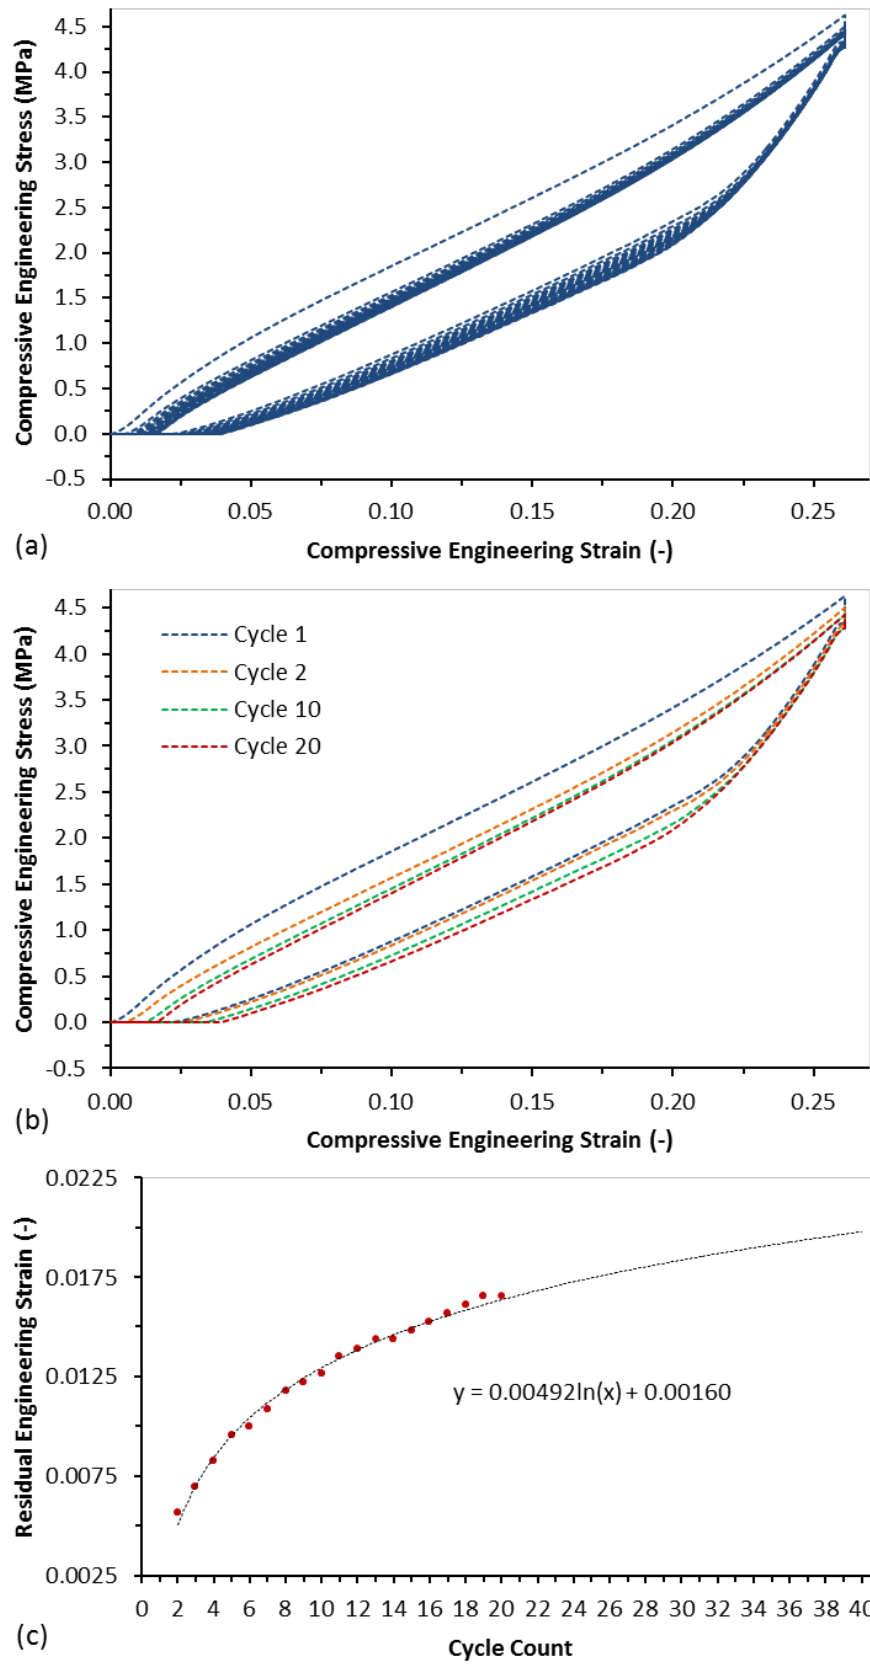 4.5
4.0
3.5
3.0
2.5
2.0
1.5
1.0
0.5
0.0
-0.5
Compressive Engineering Stress (MPa)
0.00 0.05 0.10 0.15 0.20 0.25
(a)
Compressive Engineering Strain (-)
4.5
4.0
3.5
3.0
2.5
2.0
1.5
1.0
0.5
0.0
-0.5
Compressive Engineering Stress (MPa)
Cycle 1
Cycle 2
Cycle 10
Cycle 20
0.00 0.05 0.10 0.15 0.20 0.25
(b)
Compressive Engineering Strain (-)
0.0225
0.0175
0.0125
0.0075
0.0025
Residual Engineering Strain (-)
y = 0.00492ln(x) + 0.00160
0 2 4 6 8 10 12 14 16 18 20 22 24 26 28 30 32 34 36 38 40
(c)
Cycle Count